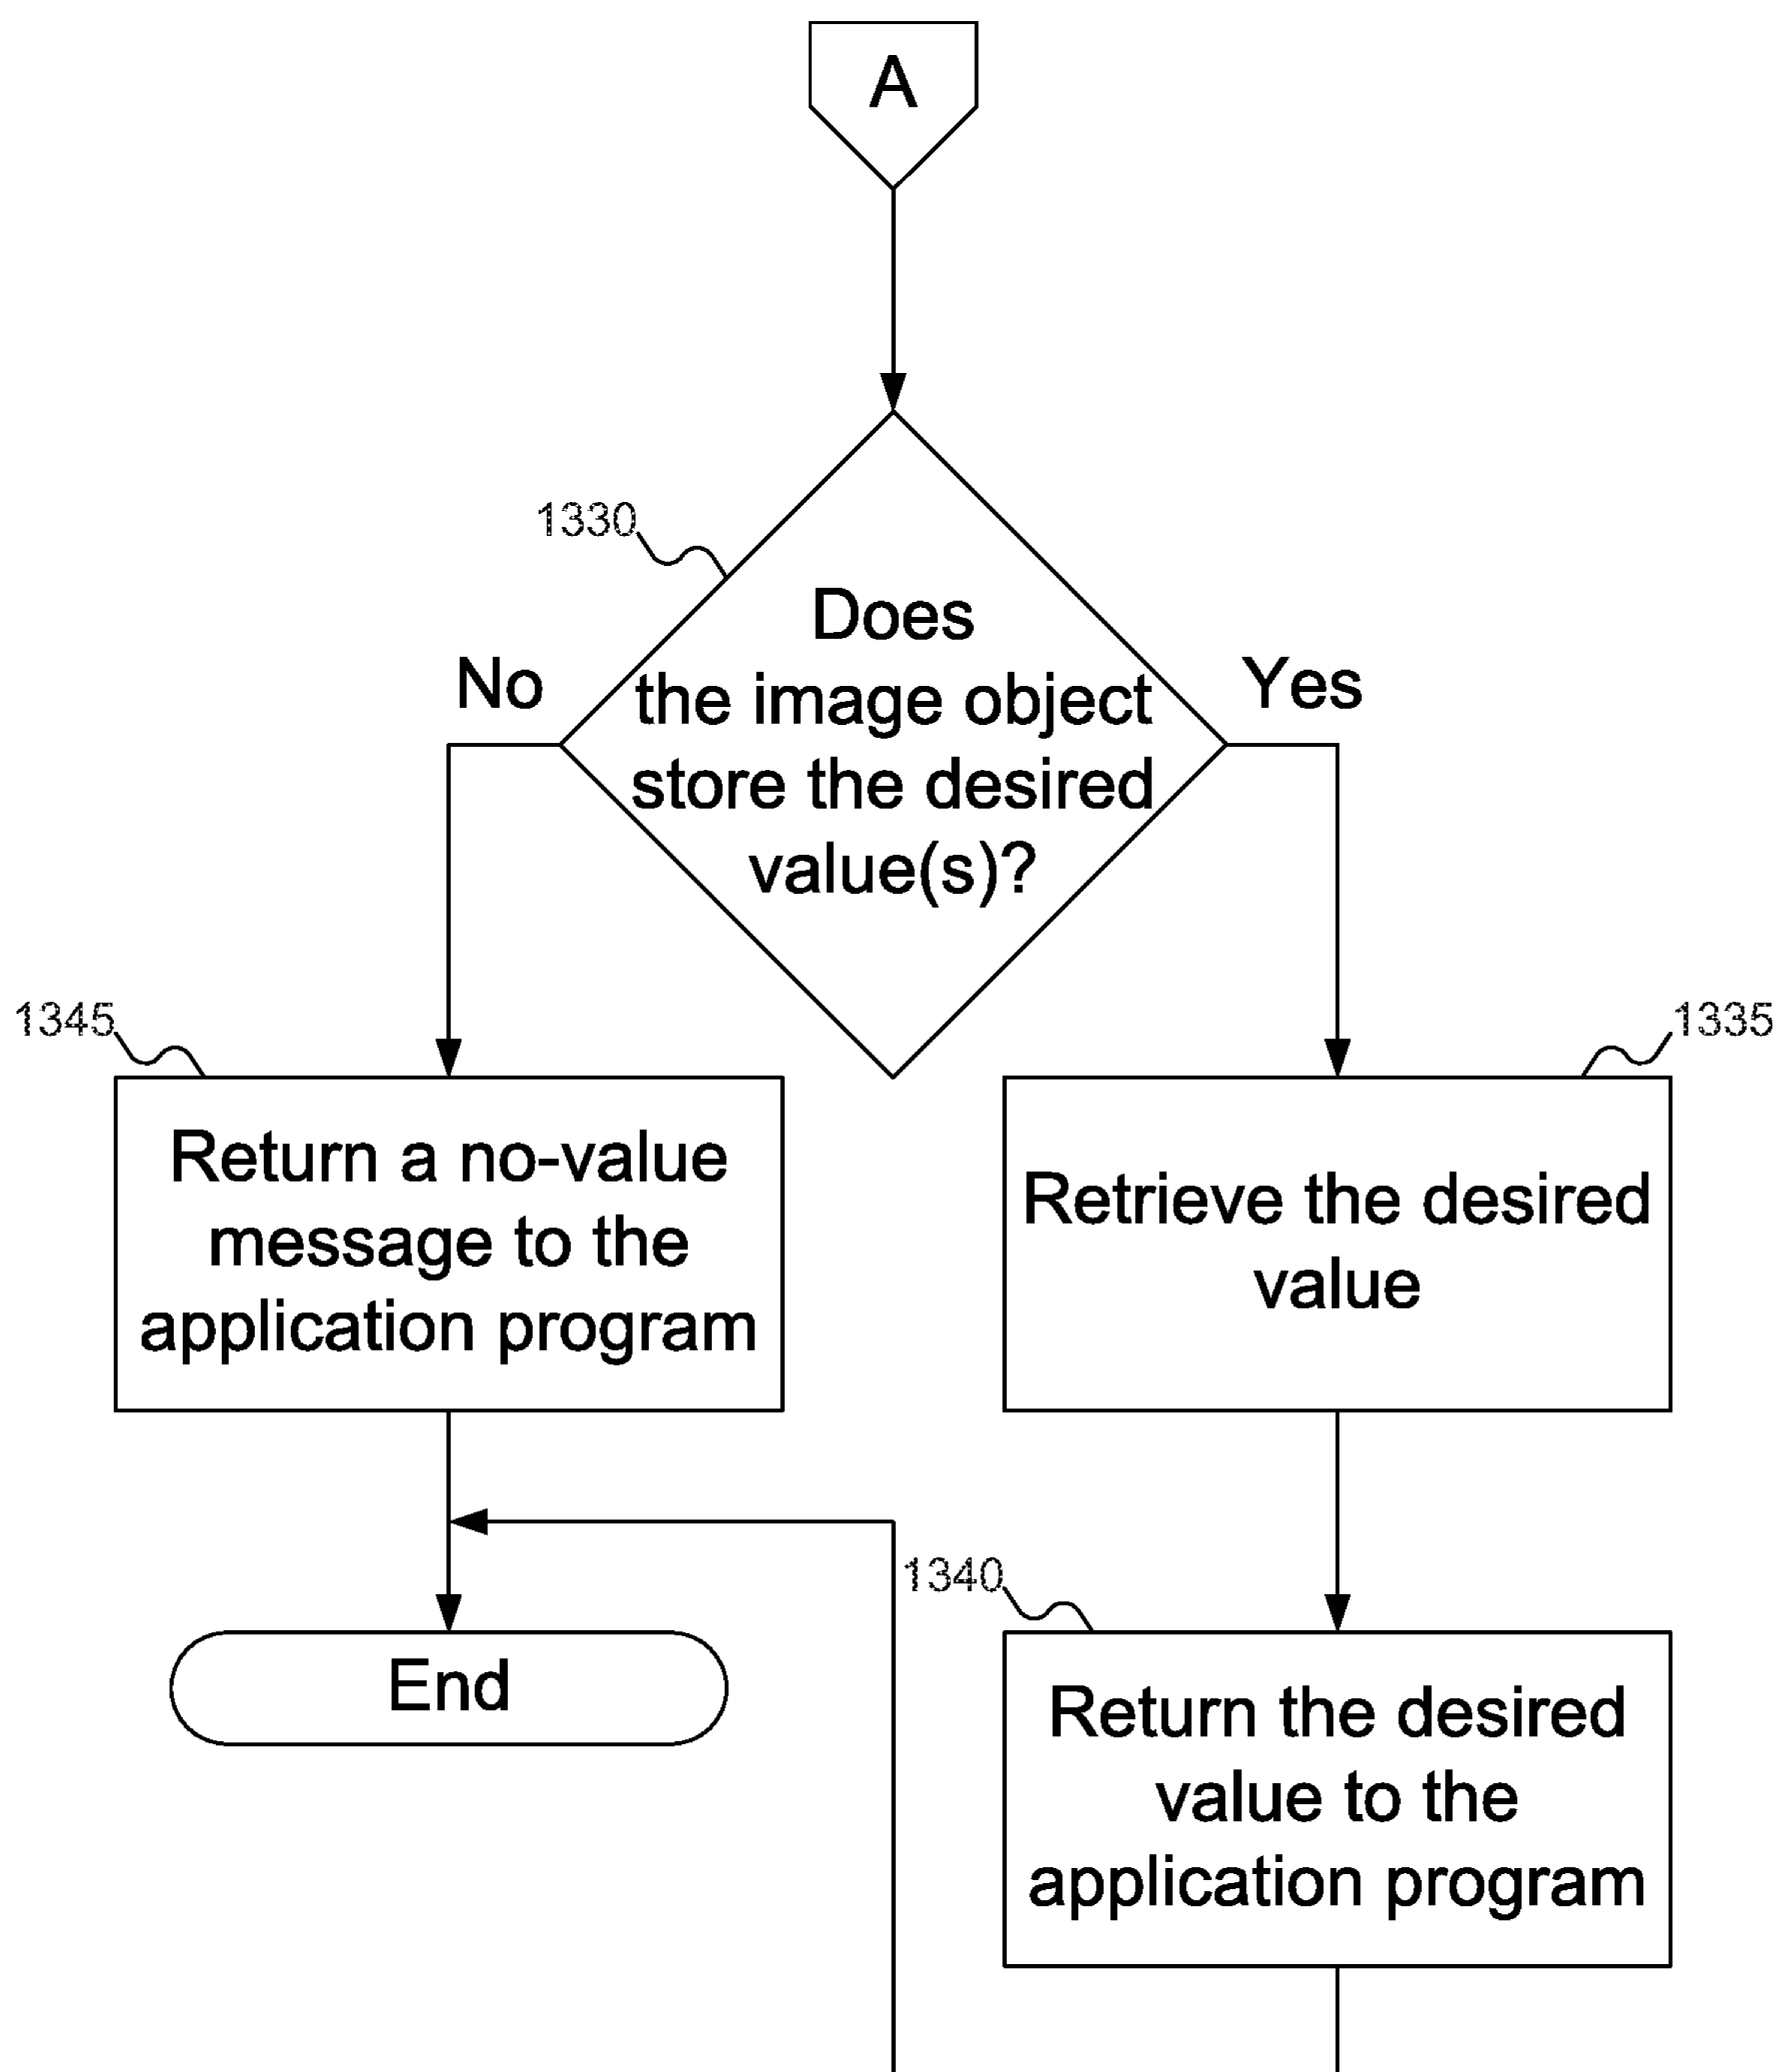 A
1330
Does
the image object
store the desired
value(s)?
No
Yes
1345
Return a no-value
message to the
application program
1335
Retrieve the desired
value
End
1340
Return the desired
value to the
application program